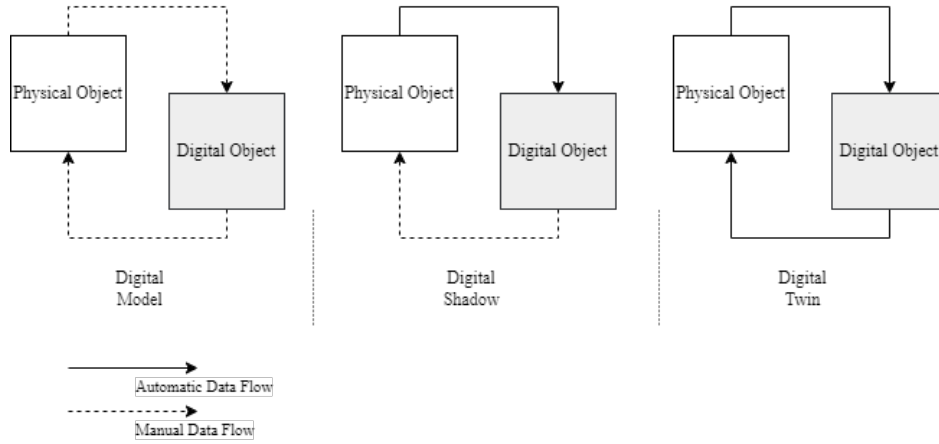 Physical Object
Digital Object
Physical Object
Digital Object
Physical Object
Digital Object
Digital
Model
Digital
Shadow
Digital
Twin
Automatic Data Flow
Manual Data Flow